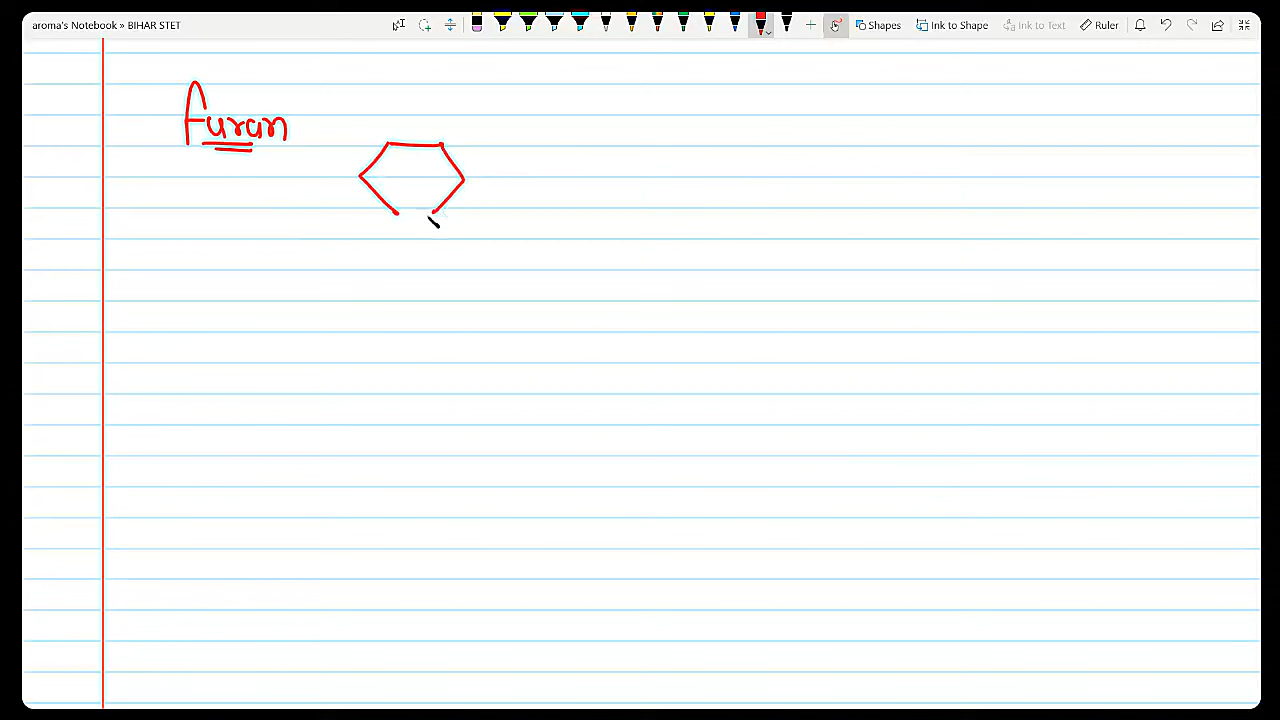 aroma's Notebook » BIHAR STET
Shapes
Ink to Shape
Ink to Text
Ruler
Furan